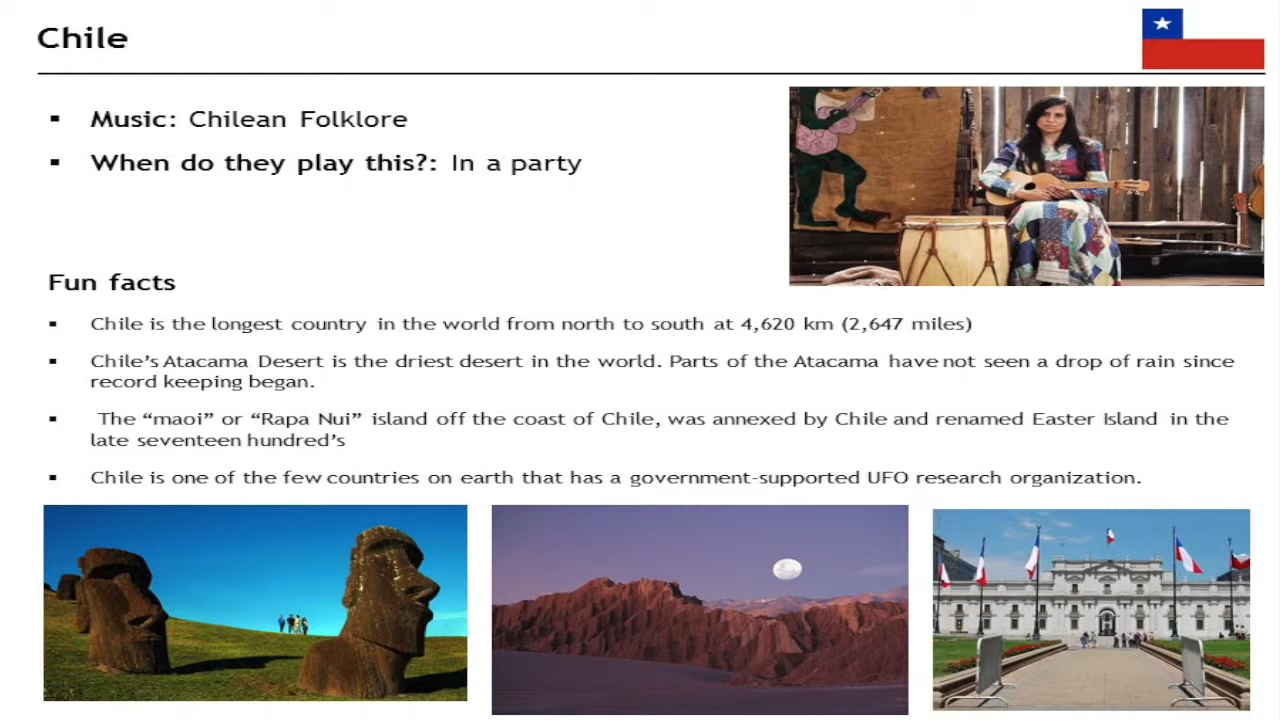 Chile
Music: Chilean Folklore
When do they play this?: In a party
Fun facts
Chile is the longest country in the world from north to south at 4,620 km (2,647 miles)
Chile's Atacama Desert is the driest desert in the world. Parts of the Atacama have not seen a drop of rain since
record keeping began.
The “maoi” or “Rapa Nui” island off the coast of Chile, was annexed by Chile and renamed Easter Island in the
late seventeen hundred's
Chile is one of the few countries on earth that has a government-supported UFO research organization.